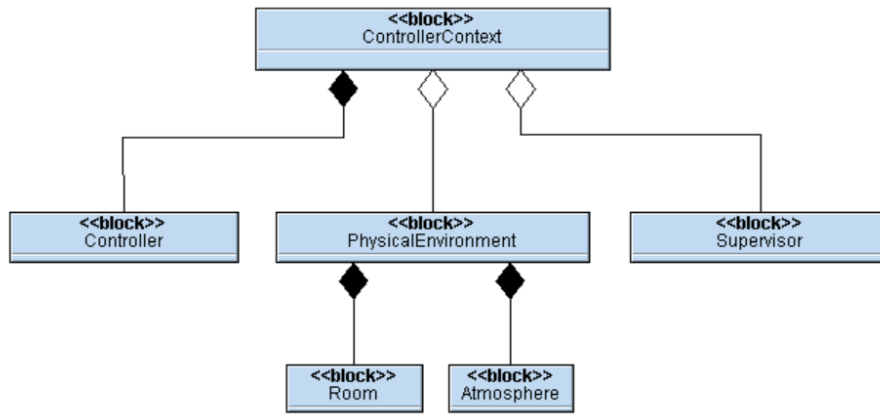 <<block>>
ControllerContext
<<block>>
Controller
<<block>>
PhysicalEnvironment
<<block>>
Supervisor
<<block>>
Room
<<block>>
Atmosphere